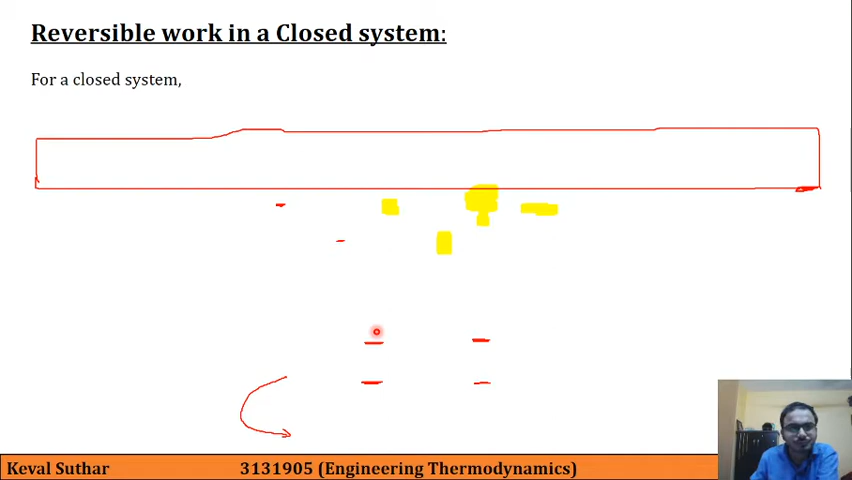 Reversible work in a Closed system:
For a closed system,
Keval Suthar 3131905 (Engineering Thermodynamics)